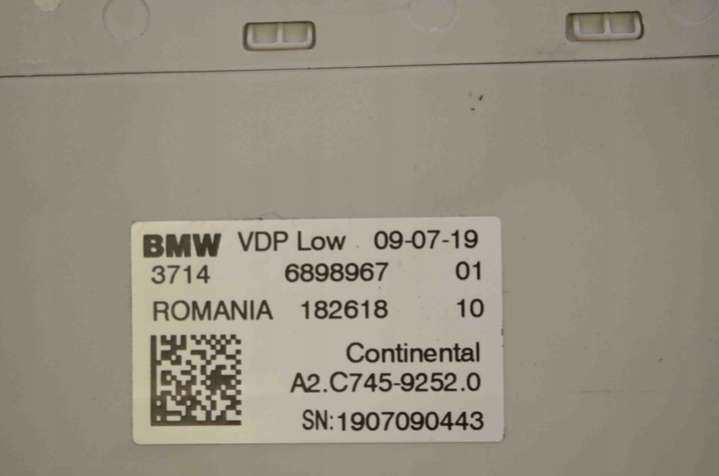 BMW VDP Low 09-07-19
3714 6898967 01
ROMANIA 182618 10
Continental
A2.C745-9252.0
SN:1907090443